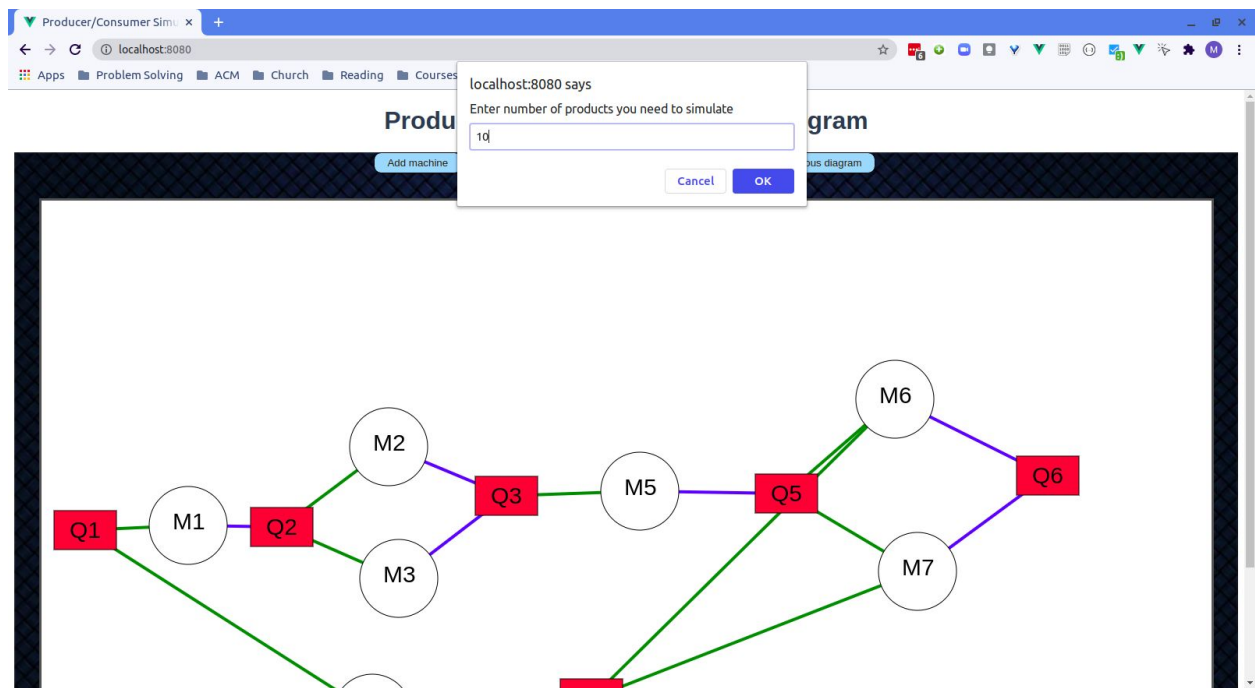 Producer/Consumer Simu
localhost:8080
Apps Problem Solving ACM Church Reading Courses
localhost:8080 says
Enter number of products you need to simulate
10
Cancel OK
Produ gram
Add machine ous diagram
M6
M2
Q6
M5
Q3
Q5
M1
Q1
Q2
M7
M3